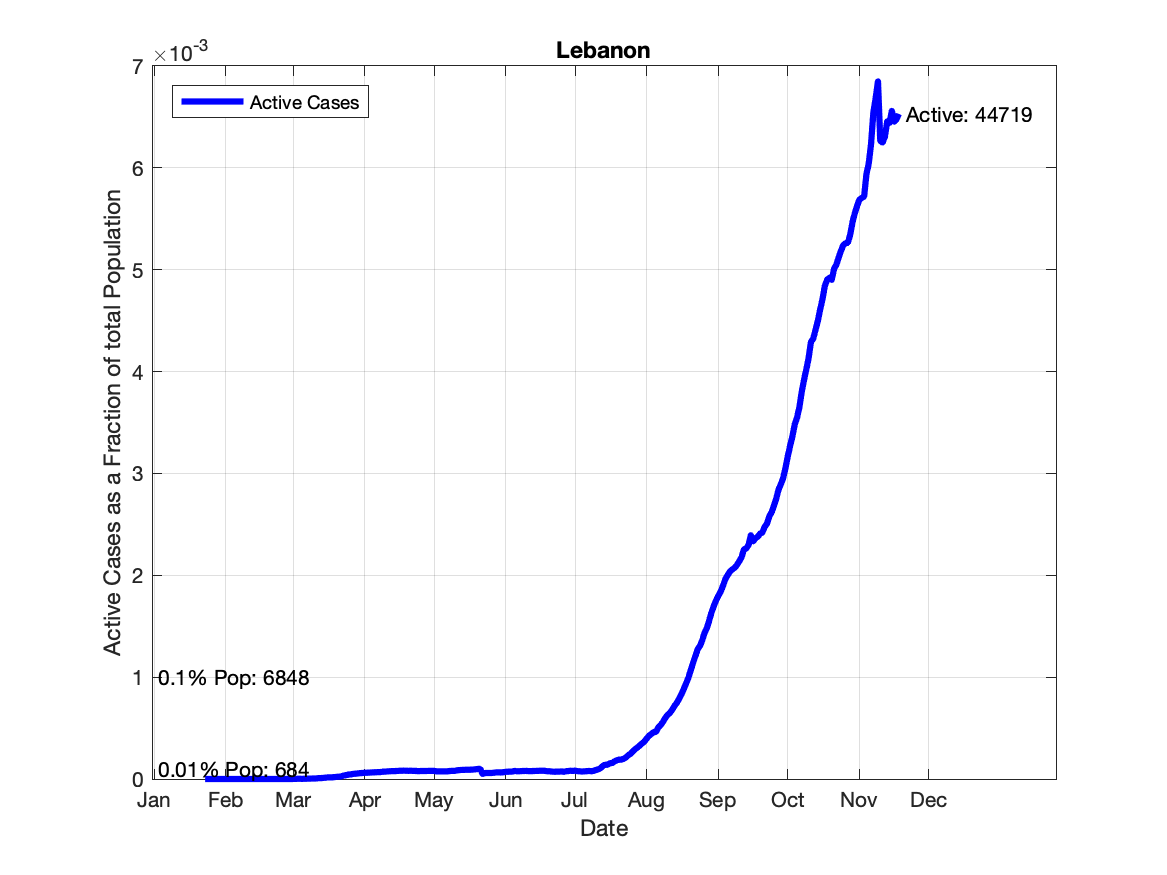 Lebanon
×10-3
Active Cases
Active: 44719
7
6
5
4
3
2
1
0
0.1% Pop: 6848
0.01% Pop: 684
Active Cases as a Fraction of total Population
Jan Feb Mar Apr May Jun Jul Aug Sep Oct Nov Dec
Date